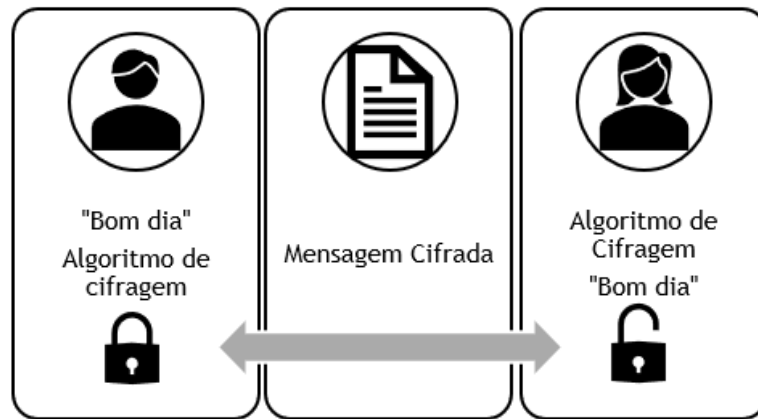 "Bom dia"
Algoritmo de
cifragem
Mensagem Cifrada
Algoritmo de
Cifragem
"Bom dia"